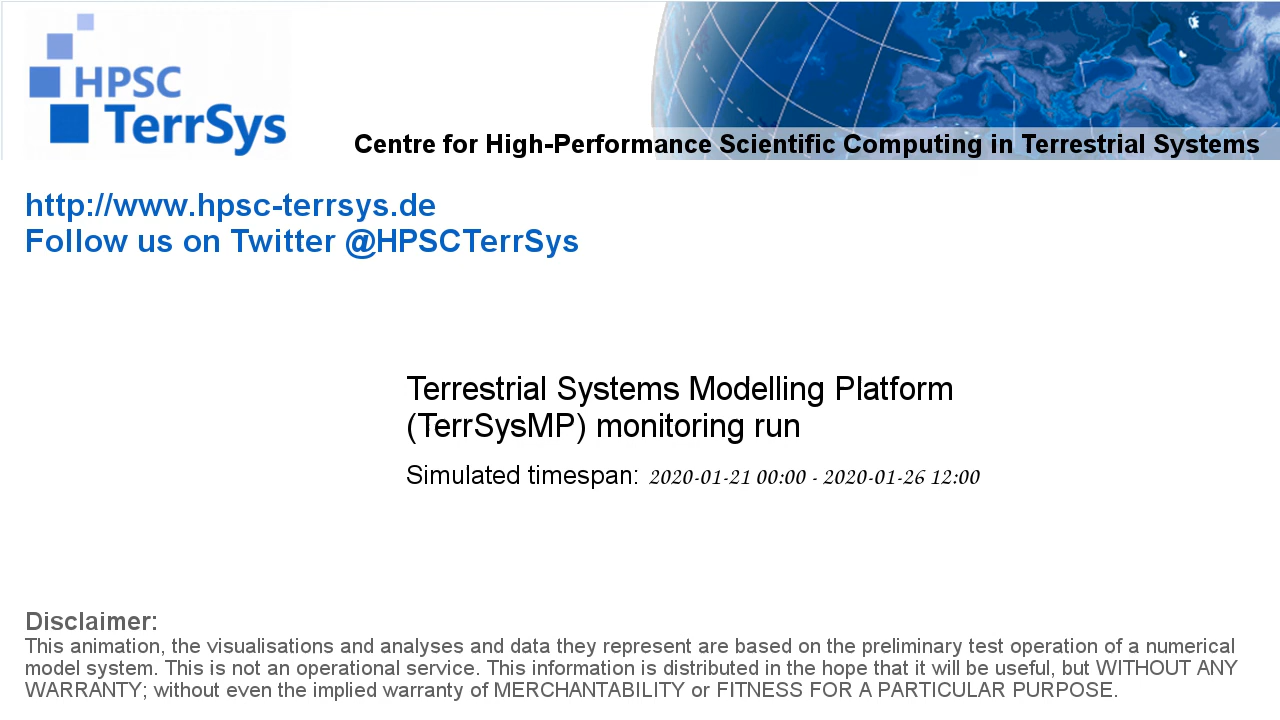 HPSC
TerrSys
Centre for High-Performance Scientific Computing in Terrestrial Systems
http://www.hpsc-terrsys.de
Follow us on Twitter @HPSCTerrSys
Terrestrial Systems Modelling Platform
(TerrSysMP) monitoring run
Simulated timespan: 2020-01-21 00:00 - 2020-01-26 12:00
Disclaimer:
This animation, the visualisations and analyses and data they represent are based on the preliminary test operation of a numerical
model system. This is not an operational service. This information is distributed in the hope that it will be useful, but WITHOUT ANY
WARRANTY; without even the implied warranty of MERCHANTABILITY or FITNESS FOR A PARTICULAR PURPOSE.